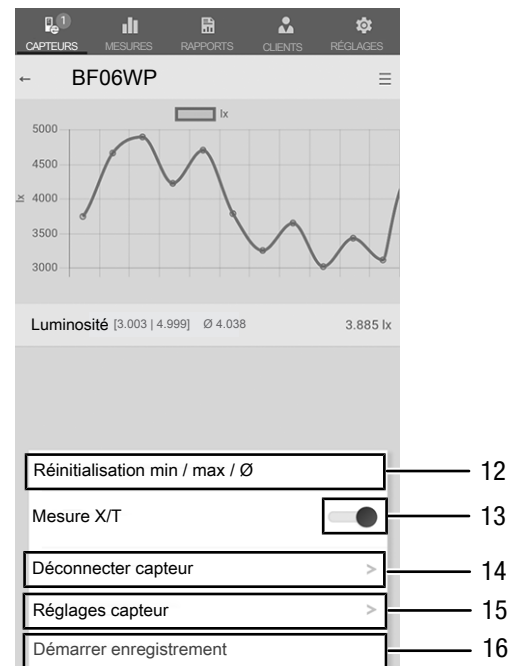 1
CAPTEURS MESURES RAPPORTS CLIENTS RÉGLAGES
← BF06WP ☰
lx
5000
4500
lx 4000
3500
3000
Luminosité [3.003 | 4.999] Ø 4.038 3.885 lx
Réinitialisation min / max / Ø 12
Mesure X/T 13
Déconnecter capteur > 14
Réglages capteur > 15
Démarrer enregistrement 16